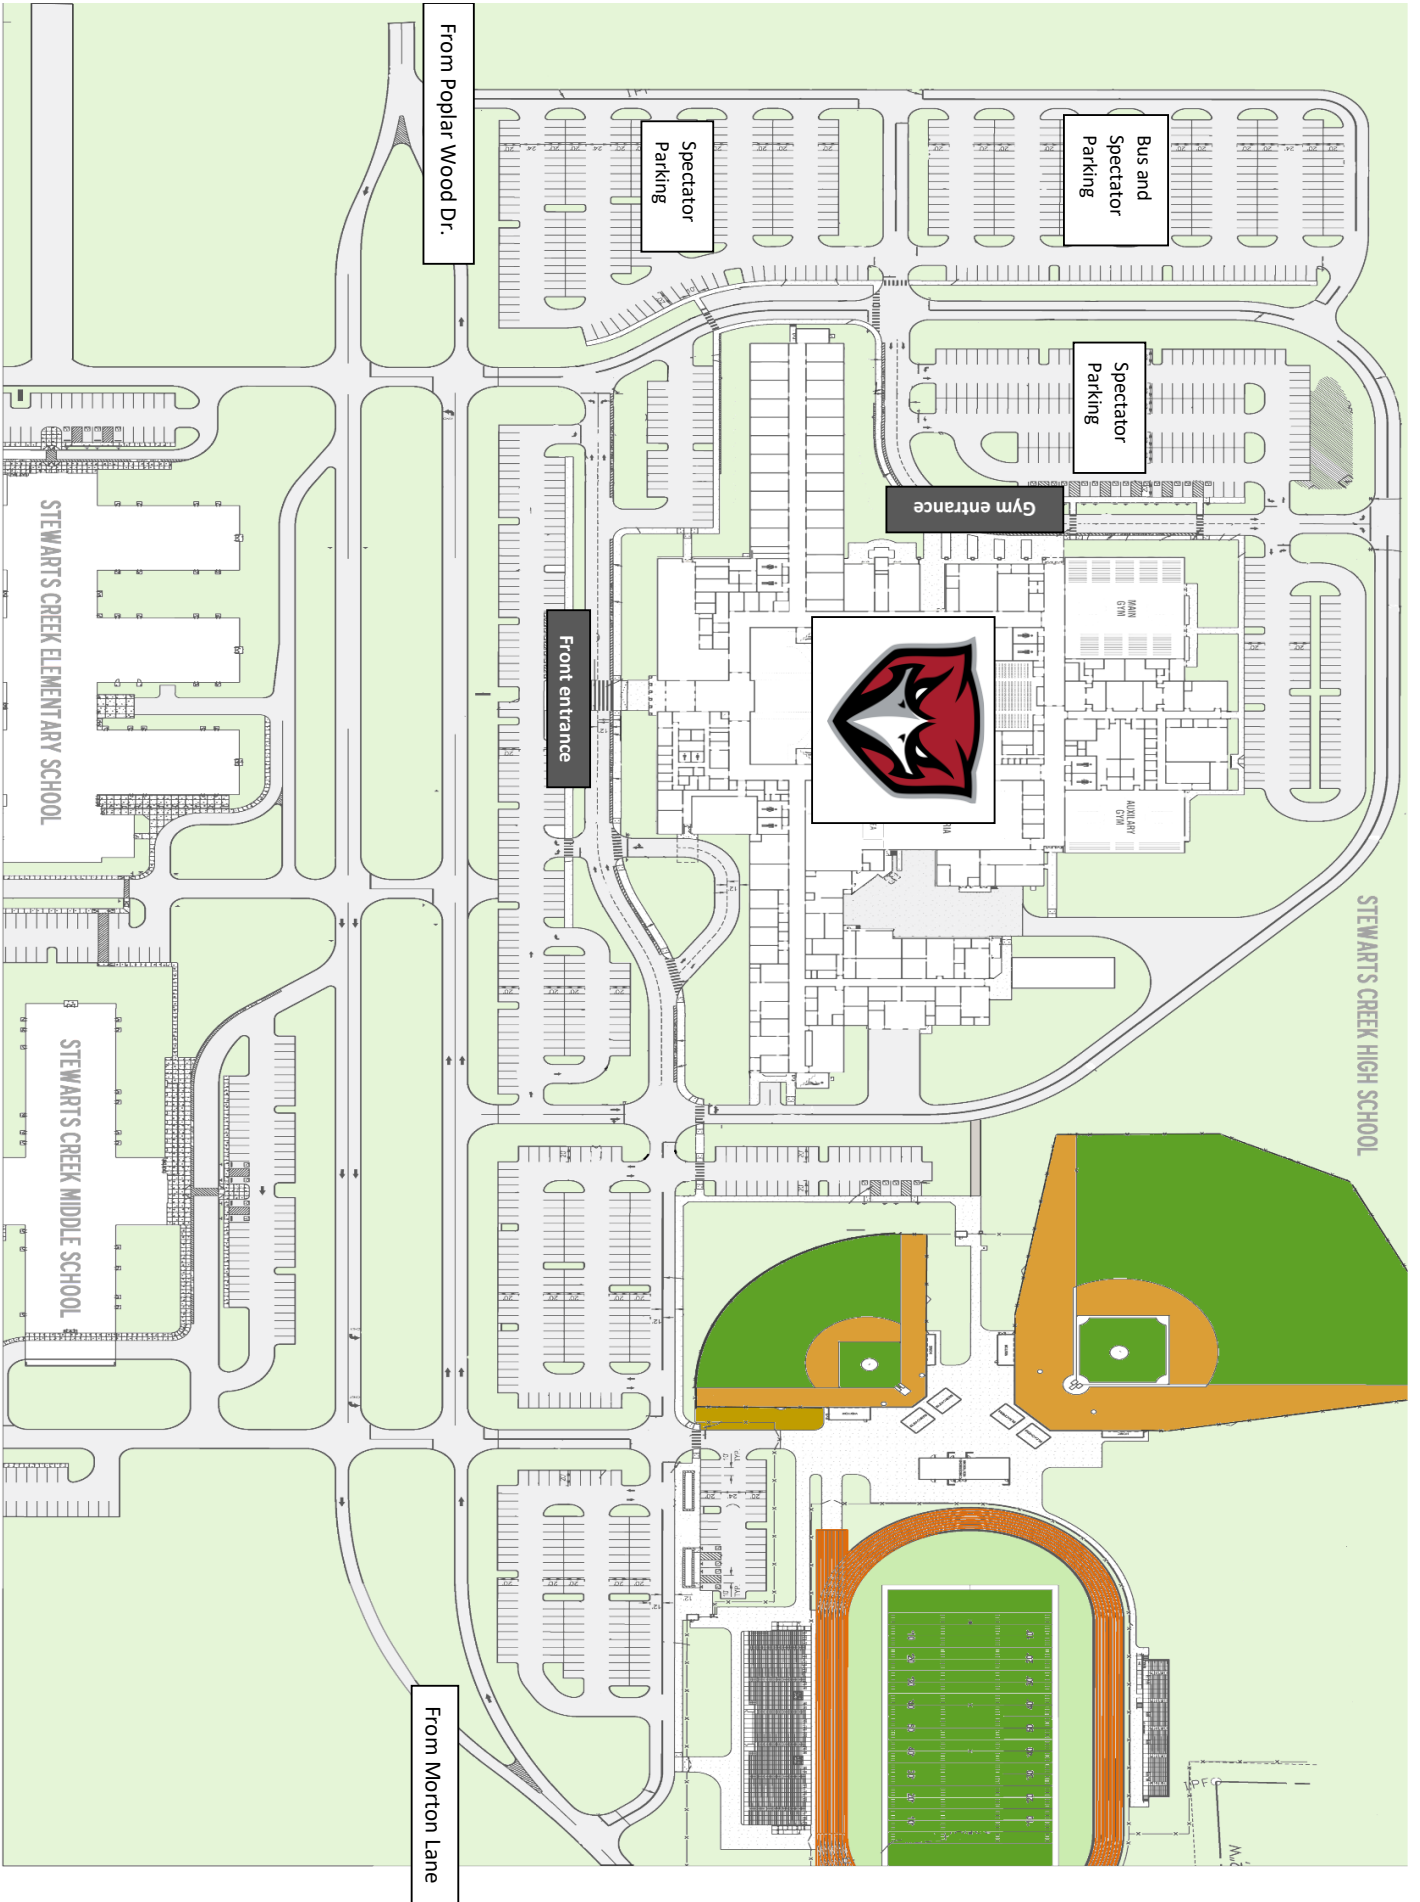 From Poplar Wood Dr.
Spectator
Parking
Bus and
Spectator
Parking
Spectator
Parking
Gym entrance
Front entrance
MAIN
GYM
AUXILARY
GYM
STEWARTS CREEK ELEMENTARY SCHOOL
STEWARTS CREEK MIDDLE SCHOOL
STEWARTS CREEK HIGH SCHOOL
From Morton Lane